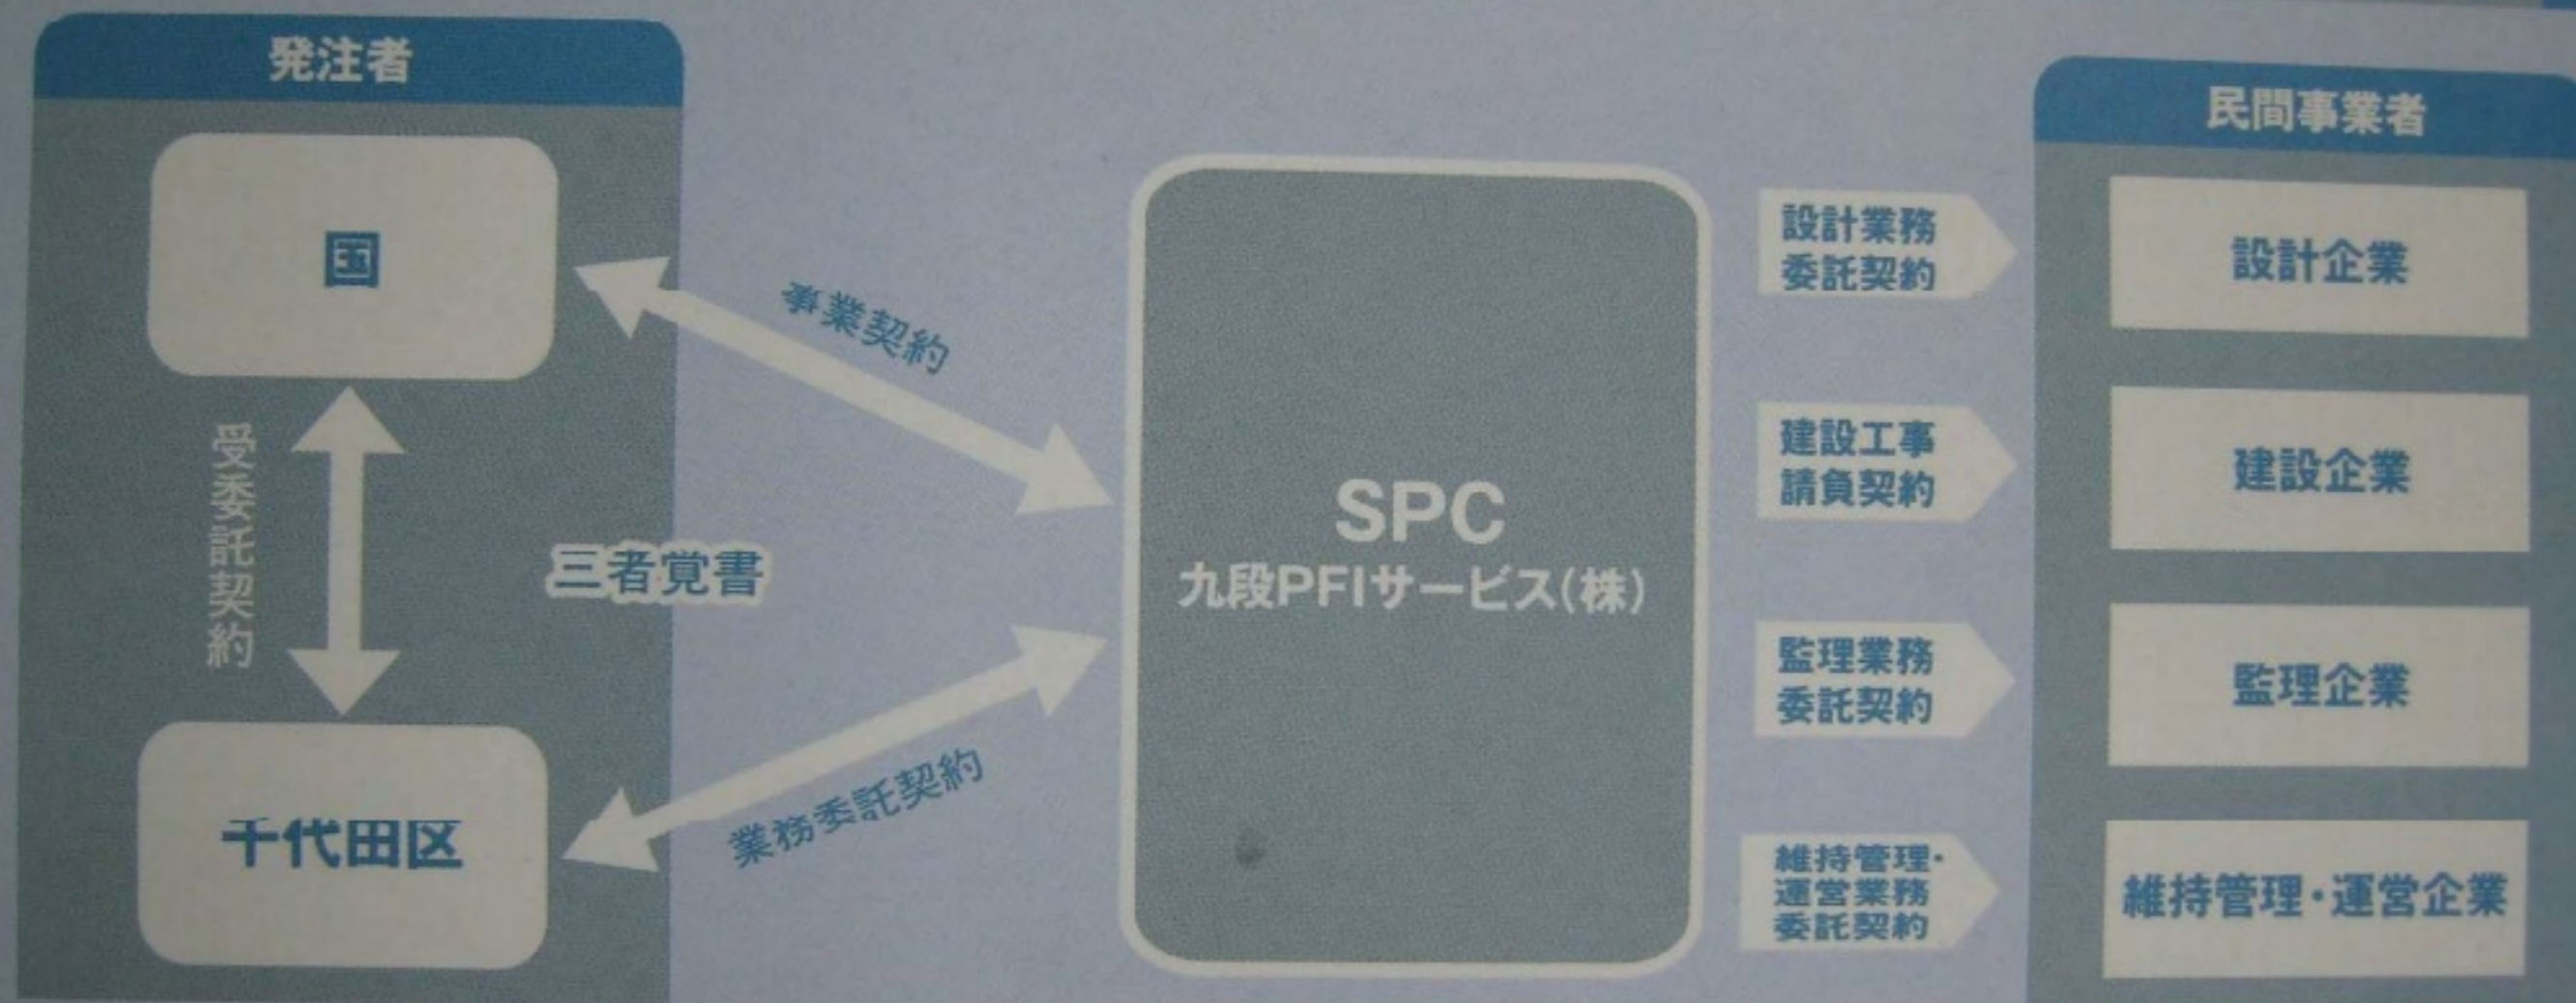 発注者
国
受委託契約
千代田区
三者覚書
事業契約
業務委託契約
SPC
九段PFIサービス(株)
設計業務
委託契約
建設工事
請負契約
監理業務
委託契約
維持管理・
運営業務
委託契約
民間事業者
設計企業
建設企業
監理企業
維持管理・運営企業